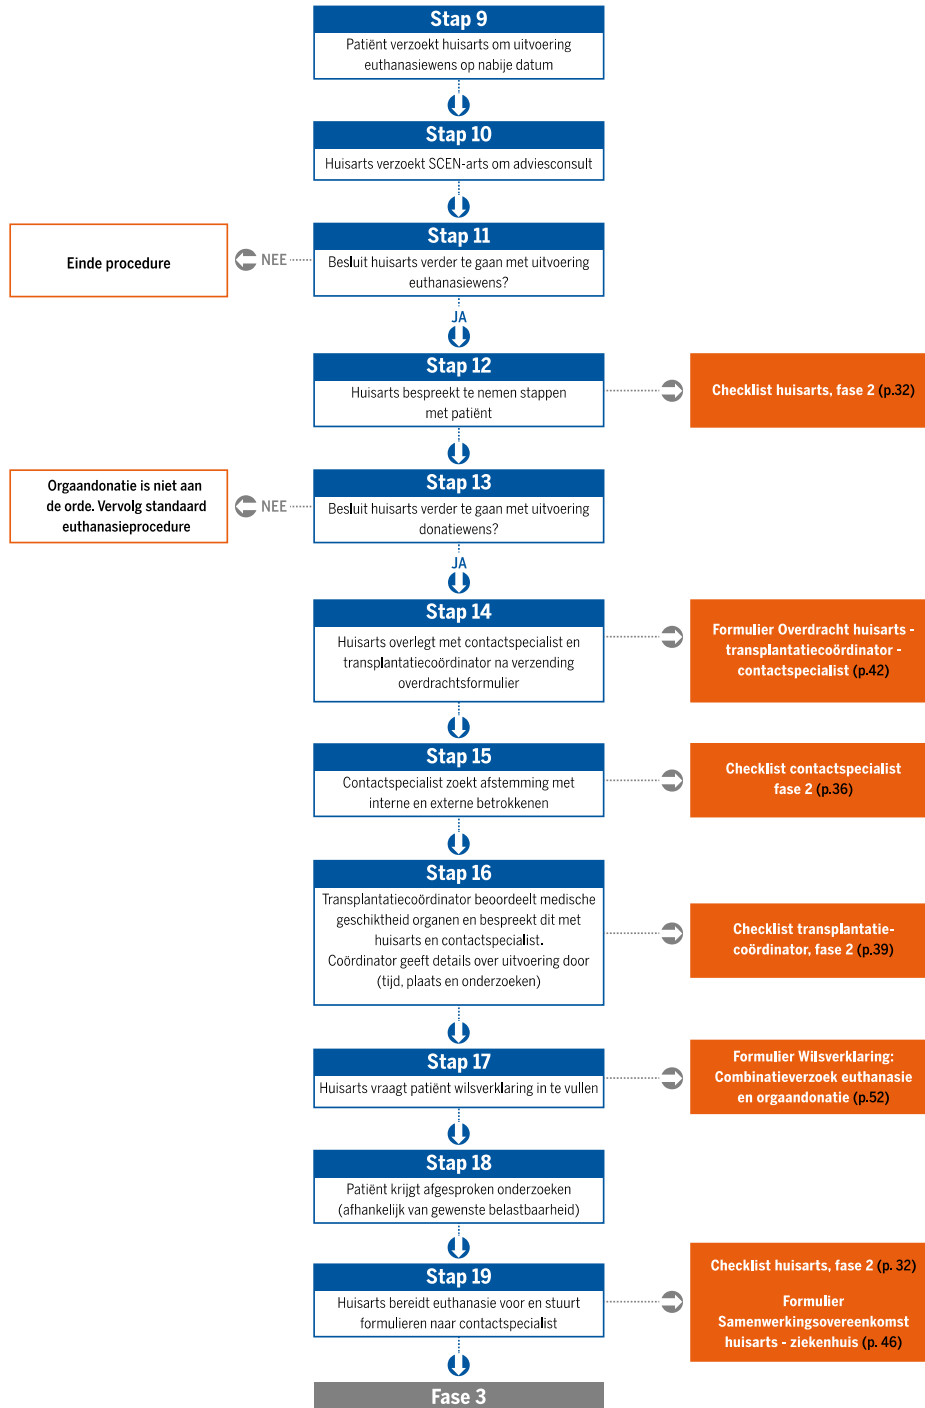 Stap 9
Patiënt verzoekt huisarts om uitvoering
euthanasiewens op nabije datum
Stap 10
Huisarts verzoekt SCEN-arts om adviesconsult
Stap 11
Besluit huisarts verder te gaan met uitvoering
euthanasiewens?
NEE
Einde procedure
JA
Stap 12
Huisarts bespreekt te nemen stappen
met patiënt
Checklist huisarts, fase 2 (p.32)
Stap 13
Besluit huisarts verder te gaan met uitvoering
donatiewens?
NEE
Orgaandonatie is niet aan
de orde. Vervolg standaard
euthanasieprocedure
JA
Stap 14
Huisarts overlegt met contactspecialist en
transplantatiecoördinator na verzending
overdrachtsformulier
Formulier Overdracht huisarts -
transplantatiecoördinator -
contactspecialist (p.42)
Stap 15
Contactspecialist zoekt afstemming met
interne en externe betrokkenen
Checklist contactspecialist
fase 2 (p.36)
Stap 16
Transplantatiecoördinator beoordeelt medische
geschiktheid organen en bespreekt dit met
huisarts en contactspecialist.
Coördinator geeft details over uitvoering door
(tijd, plaats en onderzoeken)
Checklist transplantatie-
coördinator, fase 2 (p.39)
Stap 17
Huisarts vraagt patiënt wilsverklaring in te vullen
Formulier Wilsverklaring:
Combinatieverzoek euthanasie
en orgaandonatie (p.52)
Stap 18
Patiënt krijgt afgesproken onderzoeken
(afhankelijk van gewenste belastbaarheid)
Stap 19
Huisarts bereidt euthanasie voor en stuurt
formulieren naar contactspecialist
Checklist huisarts, fase 2 (p. 32)
Formulier
Samenwerkingsovereenkomst
huisarts - ziekenhuis (p. 46)
Fase 3